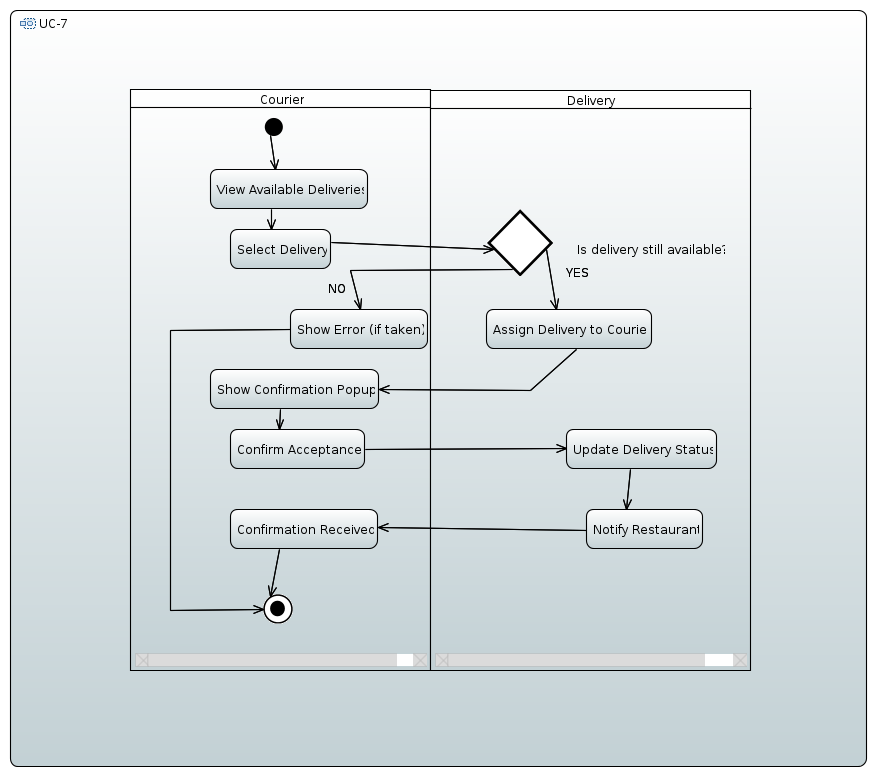 UC-7
Courier
Delivery
View Available Deliveries
Select Delivery
Is delivery still available?
YES
NO
Show Error (if taken)
Assign Delivery to Courie
Show Confirmation Popup
Confirm Acceptance
Update Delivery Status
Confirmation Received
Notify Restaurant